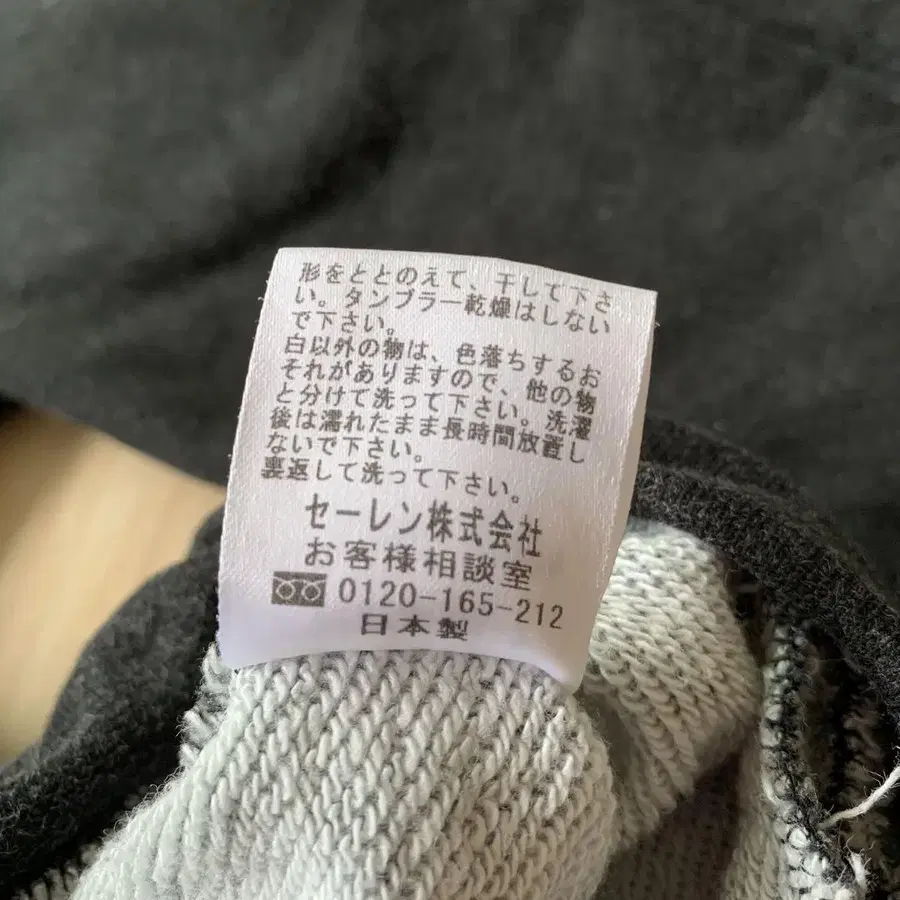 形をととのえて、干して下さ
い。タンブラー乾燥はしない
で下さい。
白以外の物は、色落ちするお
それがありますので、他の物
と分けて洗って下さい。洗濯
後は濡れたまま長時間放置し
ないで下さい。
裏返して洗って下さい。
セーレン株式会社
お客様相談室
0120-165-212
日本製